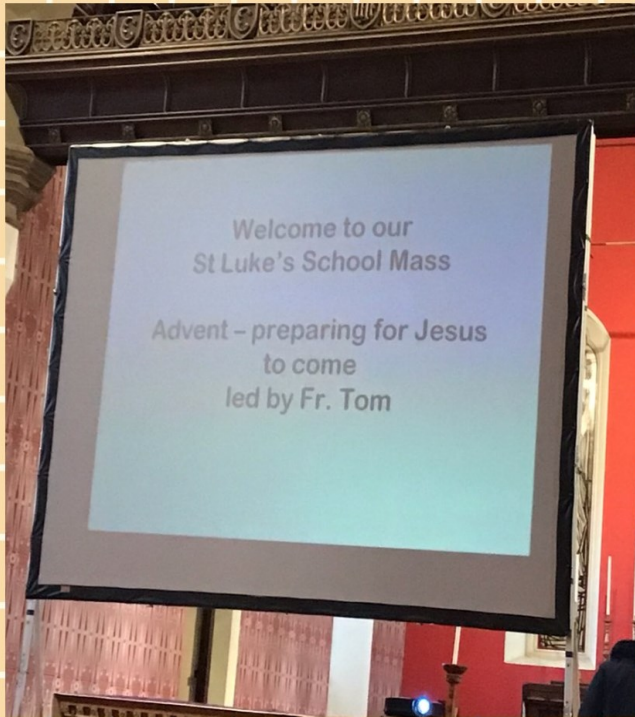 Welcome to our
St Luke's School Mass
Advent – preparing for Jesus
to come
led by Fr. Tom